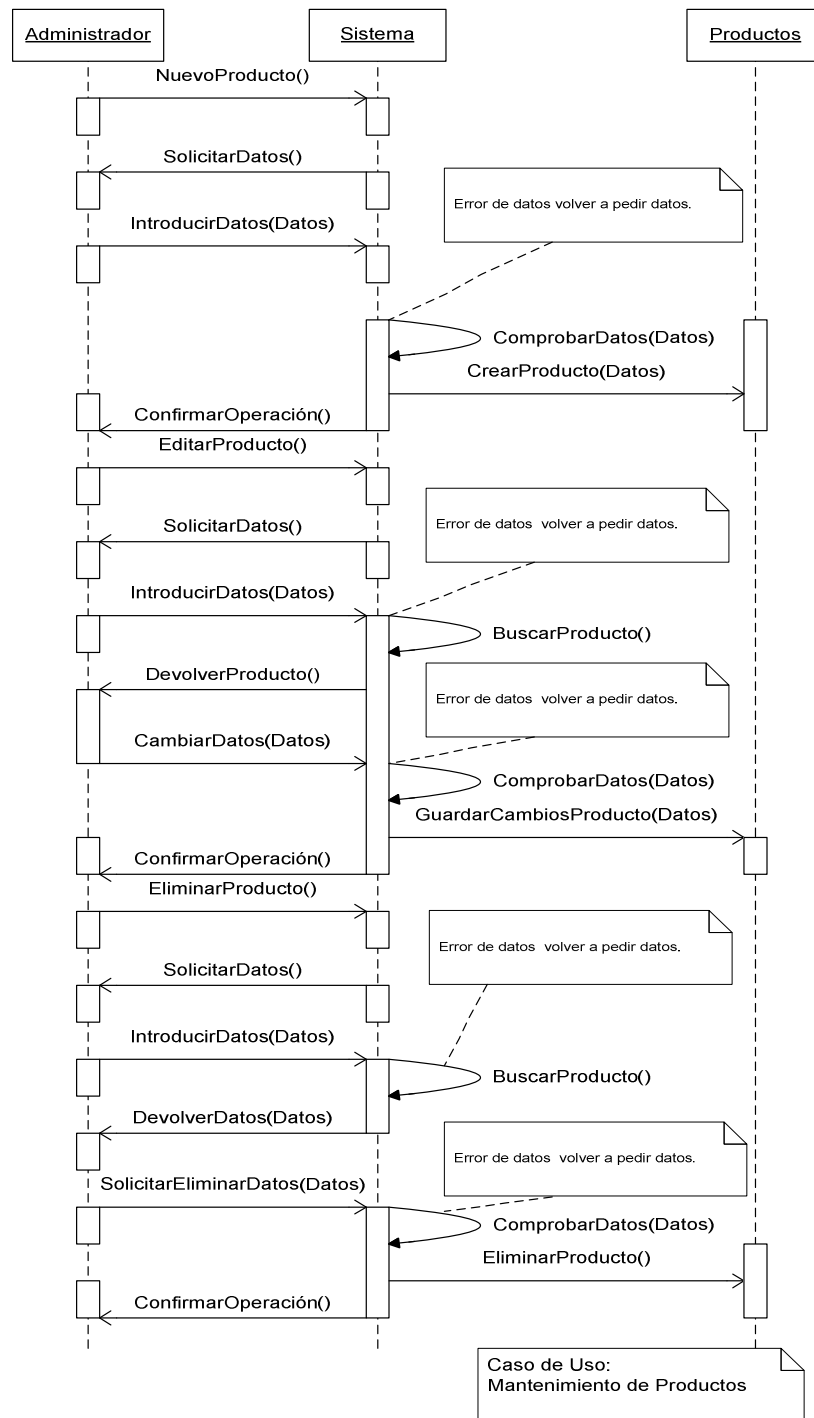 Administrador
Sistema
Productos
NuevoProducto()
SolicitarDatos()
Error de datos volver a pedir datos.
IntroducirDatos(Datos)
ComprobarDatos(Datos)
CrearProducto(Datos)
ConfirmarOperación()
EditarProducto()
Error de datos volver a pedir datos.
SolicitarDatos()
IntroducirDatos(Datos)
BuscarProducto()
DevolverProducto()
Error de datos volver a pedir datos.
CambiarDatos(Datos)
ComprobarDatos(Datos)
GuardarCambiosProducto(Datos)
ConfirmarOperación()
EliminarProducto()
Error de datos volver a pedir datos.
SolicitarDatos()
IntroducirDatos(Datos)
BuscarProducto()
DevolverDatos(Datos)
Error de datos volver a pedir datos.
SolicitarEliminarDatos(Datos)
ComprobarDatos(Datos)
EliminarProducto()
ConfirmarOperación()
Caso de Uso:
Mantenimiento de Productos